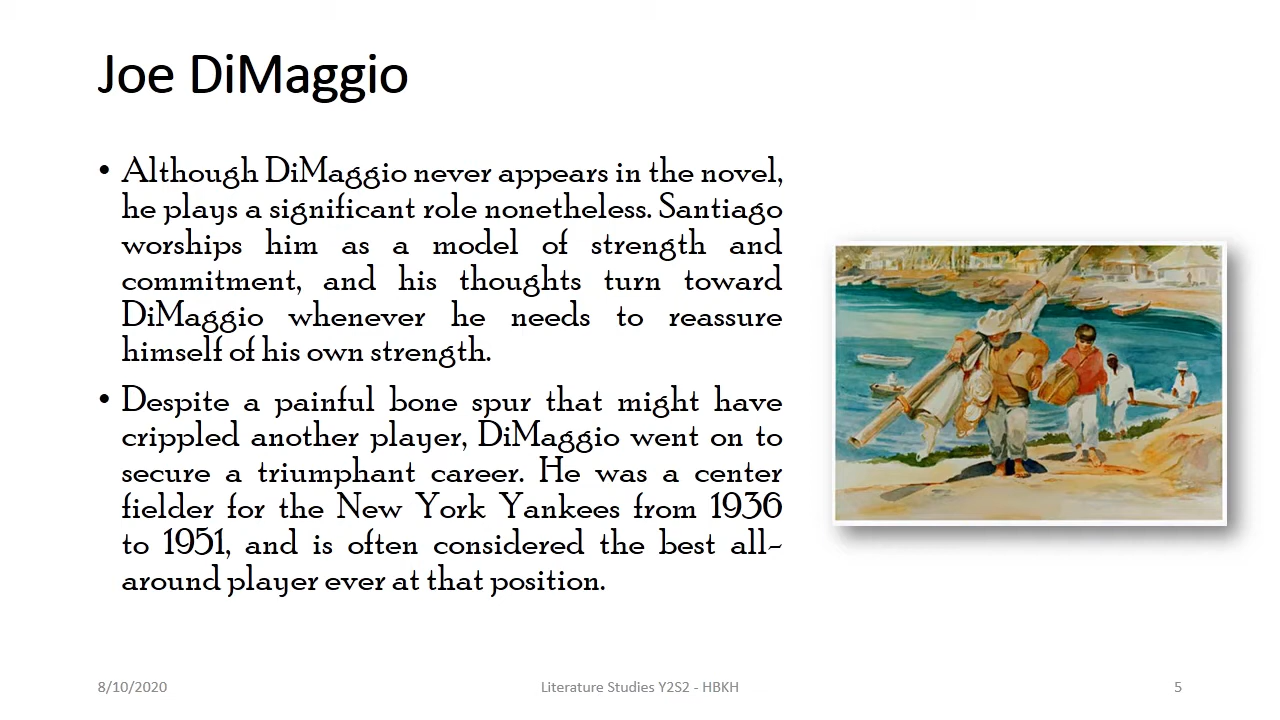 Joe DiMaggio
• Although DiMaggio never appears in the novel,
he plays a significant role nonetheless. Santiago
worships him as a model of strength and
commitment, and his thoughts turn toward
DiMaggio whenever he needs to reassure
himself of his own strength.
• Despite a painful bone spur that might have
crippled another player, DiMaggio went on to
secure a triumphant career. He was a center
fielder for the New York Yankees from 1936
to 1951, and is often considered the best all-
around player ever at that position.
8/10/2020
Literature Studies Y2S2 - HBKH
5